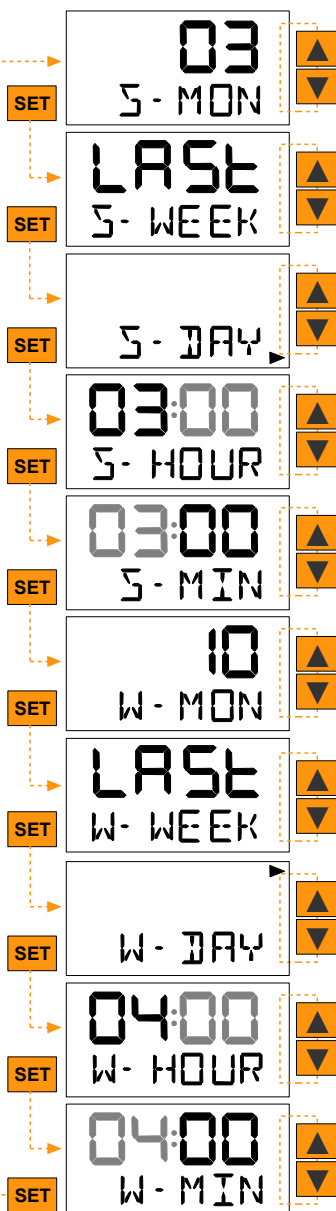 03
S-MON
SET
LASt
S-WEEK
SET
S-DAY
SET
03:00
S-HOUR
SET
03:00
S-MIN
SET
10
W-MON
SET
LASt
W-WEEK
SET
W-DAY
SET
04:00
W-HOUR
SET
04:00
W-MIN
SET